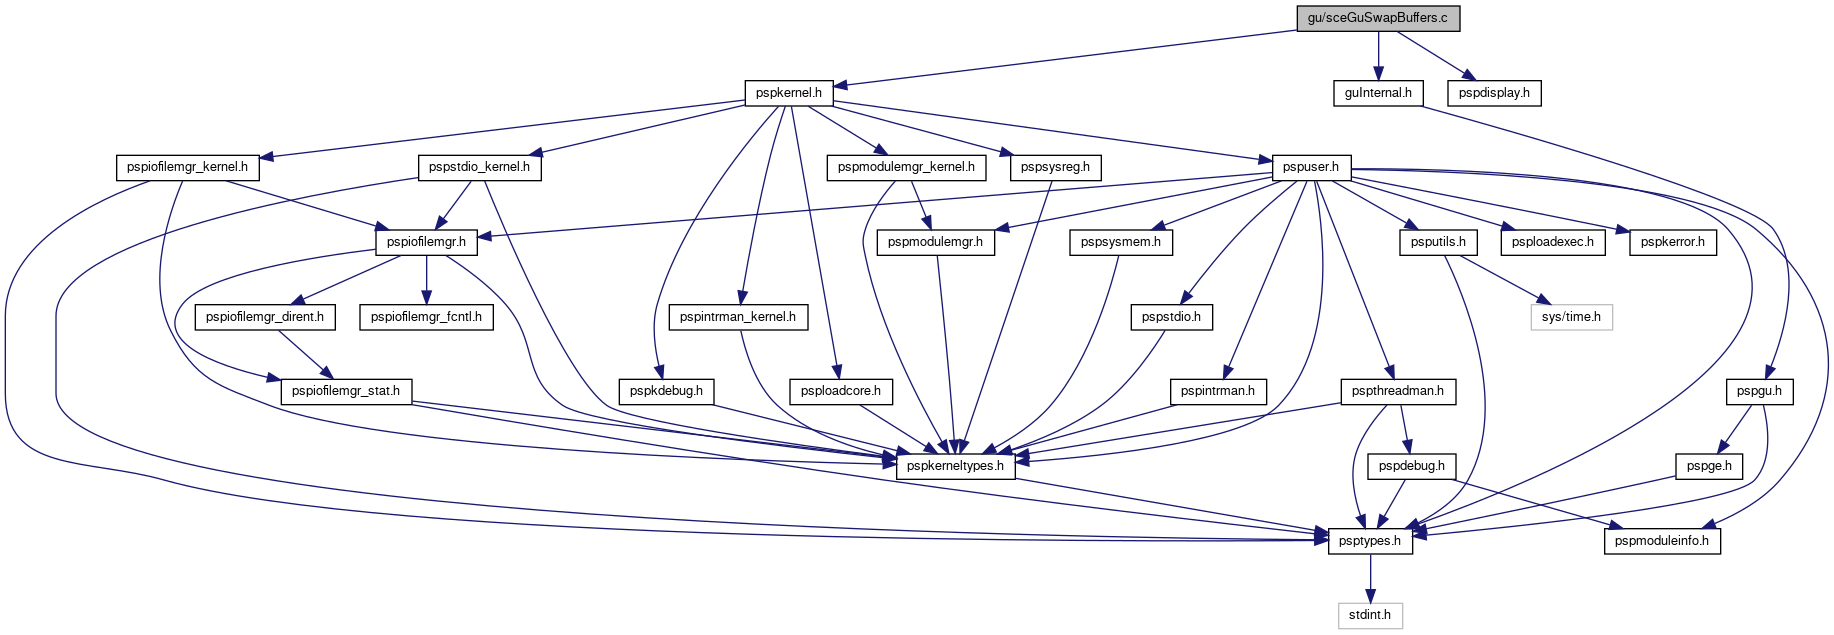 gu/sceGuSwapBuffers.c
pspkernel.h
guInternal.h
pspdisplay.h
pspiofilemgr_kernel.h
pspstdio_kernel.h
pspmodulemgr_kernel.h
pspsysreg.h
pspuser.h
pspiofilemgr.h
pspmodulemgr.h
pspsysmem.h
psputils.h
psploadexec.h
pspkerror.h
pspiofilemgr_dirent.h
pspiofilemgr_fcntl.h
pspintrman_kernel.h
pspstdio.h
sys/time.h
pspiofilemgr_stat.h
pspkdebug.h
psploadcore.h
pspintrman.h
pspthreadman.h
pspgu.h
pspkerneltypes.h
pspdebug.h
pspge.h
psptypes.h
pspmoduleinfo.h
stdint.h